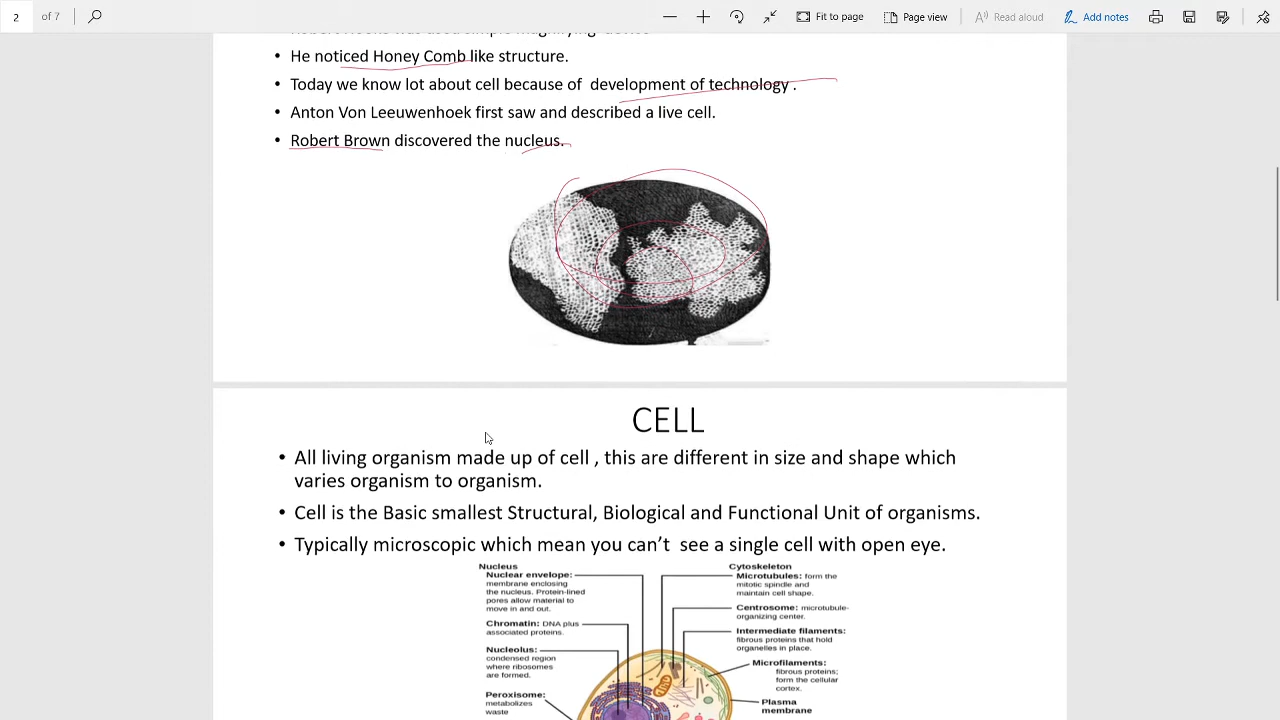 2 of 7
Page view
Read aloud
Add notes
He noticed Honey Comb like structure.
Today we know lot about cell because of development of technology .
Anton Von Leeuwenhoek first saw and described a live cell.
Robert Brown discovered the nucleus.
CELL
• All living organism made up of cell , this are different in size and shape which
varies organism to organism.
• Cell is the Basic smallest Structural, Biological and Functional Unit of organisms.
• Typically microscopic which mean you can't see a single cell with open eye.
Nucleus
Nuclear envelope:
membrane enclosing
the nucleus. Protein-lined
pores allow material to
move in and out.
Chromatin: DNA plus
associated proteins.
Nucleolus:
condensed region
where ribosomes
are formed.
Peroxisome:
metabolizes
waste
Cytoskeleton
Microtubules: form the
mitotic spindle and
maintain cell shape.
Centrosome: microtubule-
organizing center.
Intermediate filaments:
fibrous proteins that hold
organelles in place.
Microfilaments:
fibrous proteins;
form the cellular
cortex.
Plasma
membrane